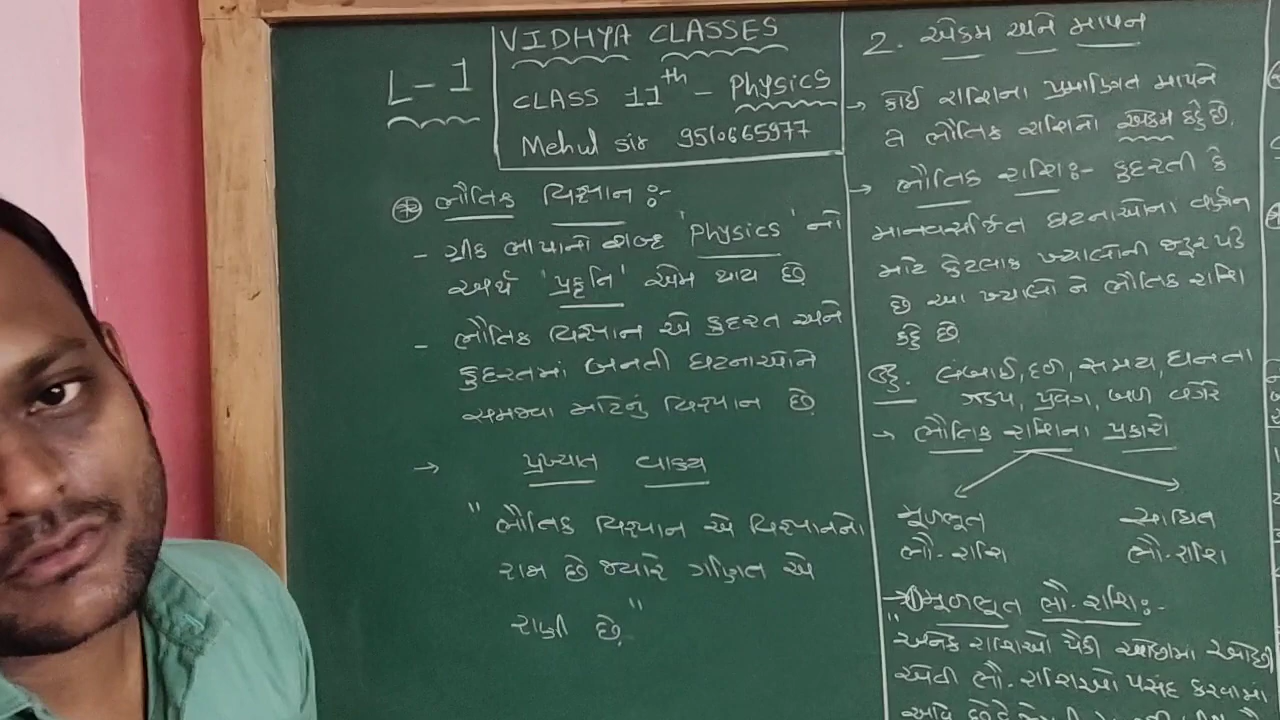 L-1
VIDHYA CLASSES
CLASS 11th - Physics
Mehul sir 9510665977
ભૌતિક વિજ્ઞાન :-
- ગ્રીક ભાષાનો શબ્દ 'Physics' નો
અર્થ 'પ્રકૃતિ' એમ થાય છે
- ભૌતિક વિજ્ઞાન એ કુદરત અને
કુદરતમાં બનતી ઘટનાઓને
સમજવા માટેનું વિજ્ઞાન છે
→ પ્રખ્યાત વાક્ય
"ભૌતિક વિજ્ઞાન એ વિજ્ઞાનનો
રાજા છે જ્યારે ગણિત એ
રાણી છે"
2. એકમ અને માપન
→ કોઈ રાશિના પ્રમાણિત માપને
તે ભૌતિક રાશિનો એકમ કહે છે.
→ ભૌતિક રાશિ :- કુદરતી કે
માનવસર્જિત ઘટનાઓના વર્ણન
માટે કેટલાક ખ્યાલોની જરૂર પડે
છે આ ખ્યાલો ને ભૌતિક રાશિ
કહે છે.
દા.ત. લંબાઈ, દળ, સમય, ઘનતા
ઝડપ, પ્રવેગ, બળ વગેરે
→ ભૌતિક રાશિના પ્રકારો
મૂળભૂત
ભૌ. રાશિ
સાધિત
ભૌ. રાશિ
→ 1) મૂળભૂત ભૌ. રાશિ :-
"અનેક રાશિઓ પૈકી ઓછામાં ઓછી
એવી ભૌ. રાશિઓ પસંદ કરવામાં
આવે